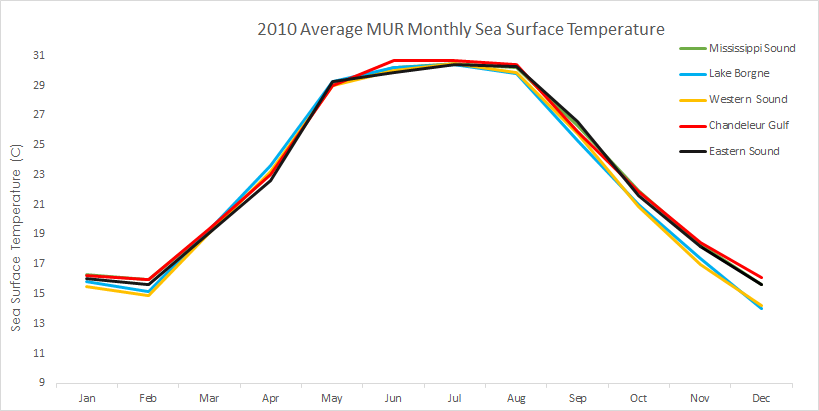 2010 Average MUR Monthly Sea Surface Temperature
Mississippi Sound
Lake Borgne
Western Sound
Chandeleur Gulf
Eastern Sound
Sea Surface Temperature (C)
31
29
27
25
23
21
19
17
15
13
11
9
Jan Feb Mar Apr May Jun Jul Aug Sep Oct Nov Dec